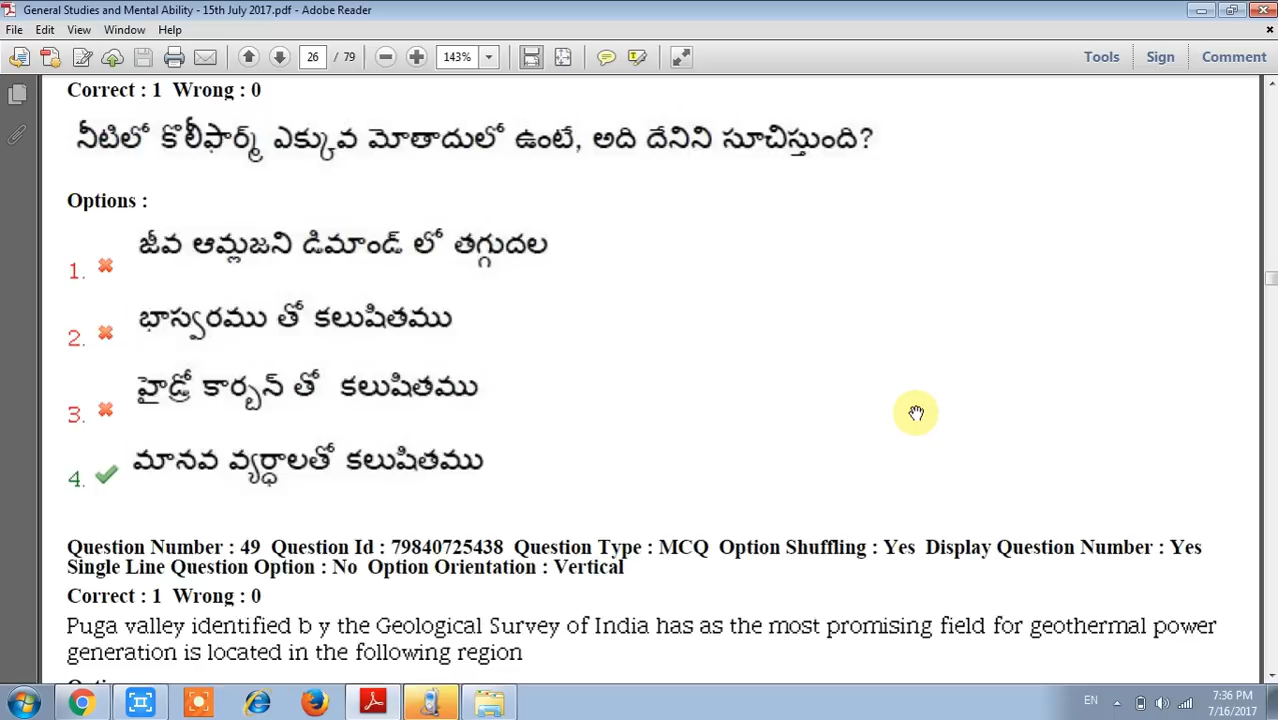 General Studies and Mental Ability - 15th July 2017.pdf - Adobe Reader
File Edit View Window Help
26 / 79 143% Tools Sign Comment
Correct : 1 Wrong : 0
నీటిలో కొలీఫార్మ్ ఎక్కువ మోతాదులో ఉంటే, అది దేనిని సూచిస్తుంది?
Options :
1. జీవ ఆమ్లజని డిమాండ్ లో తగ్గుదల
2. భాస్వరము తో కలుషితము
3. హైడ్రో కార్బన్ తో కలుషితము
4. మానవ వ్యర్ధాలతో కలుషితము
Question Number : 49 Question Id : 79840725438 Question Type : MCQ Option Shuffling : Yes Display Question Number : Yes
Single Line Question Option : No Option Orientation : Vertical
Correct : 1 Wrong : 0
Puga valley identified b y the Geological Survey of India has as the most promising field for geothermal power
generation is located in the following region
EN 7:36 PM
7/16/2017